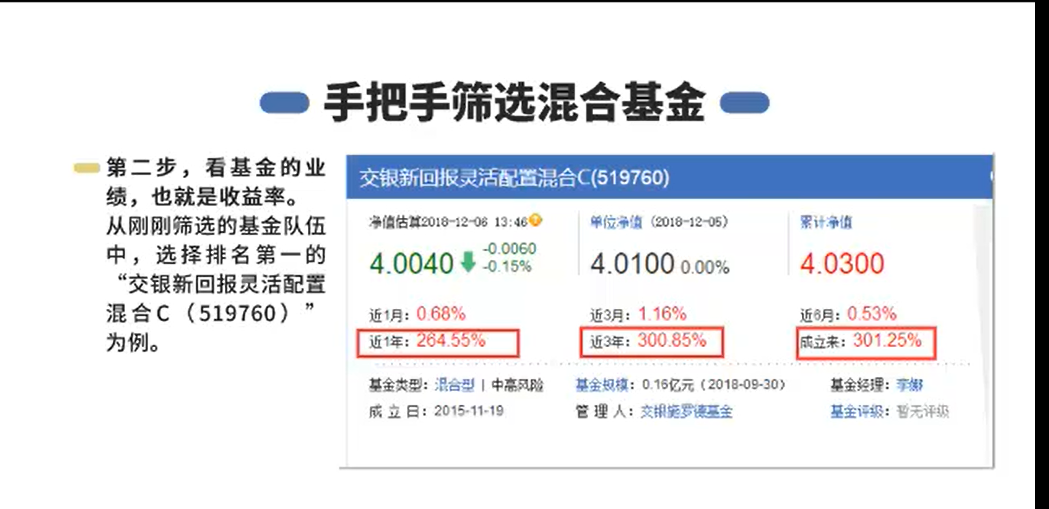 手把手筛选混合基金
第二步，看基金的业
绩，也就是收益率。
从刚刚筛选的基金队伍
中，选择排名第一的
“交银新回报灵活配置
混合C（519760）”
为例。
交银新回报灵活配置混合C(519760)
净值估算2018-12-06 13:46 单位净值（2018-12-05） 累计净值
4.0040 -0.0060 -0.15% 4.0100 0.00% 4.0300
近1月：0.68% 近3月：1.16% 近6月：0.53%
近1年：264.55% 近3年：300.85% 成立来：301.25%
基金类型：混合型 | 中高风险 基金规模：0.16亿元（2018-09-30） 基金经理：李娜
成 立 日：2015-11-19 管 理 人：交银施罗德基金 基金评级：暂无评级